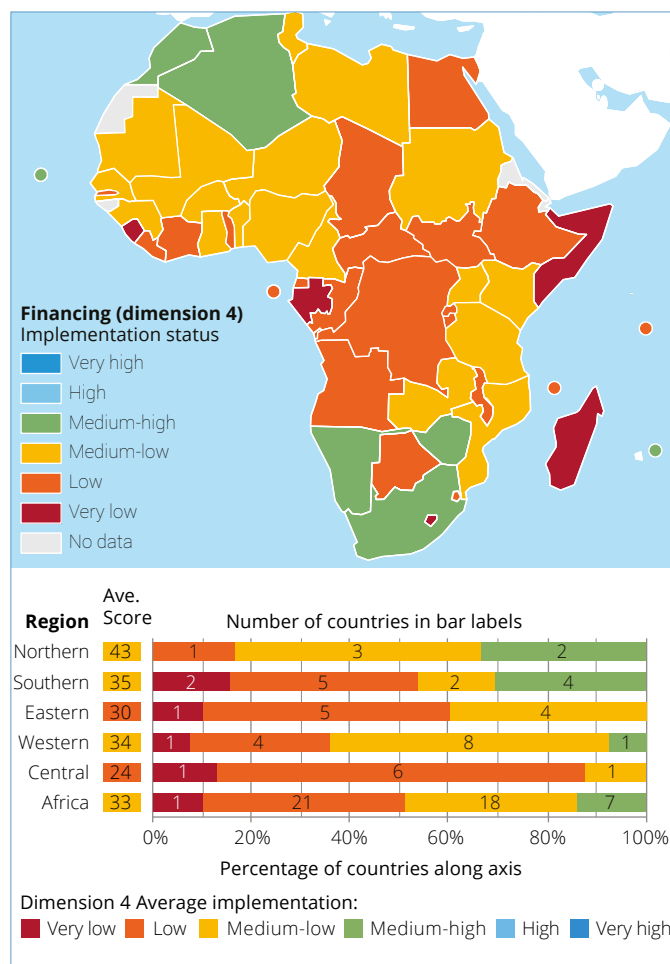 Financing (dimension 4)
Implementation status
Very high
High
Medium-high
Medium-low
Low
Very low
No data
Region
Ave.
Score
Number of countries in bar labels
Northern 43 1 3 2
Southern 35 2 5 2 4
Eastern 30 1 5 4
Western 34 1 4 8 1
Central 24 1 6 1
Africa 33 1 21 18 7
0% 20% 40% 60% 80% 100%
Percentage of countries along axis
Dimension 4 Average implementation:
Very low Low Medium-low Medium-high High Very high